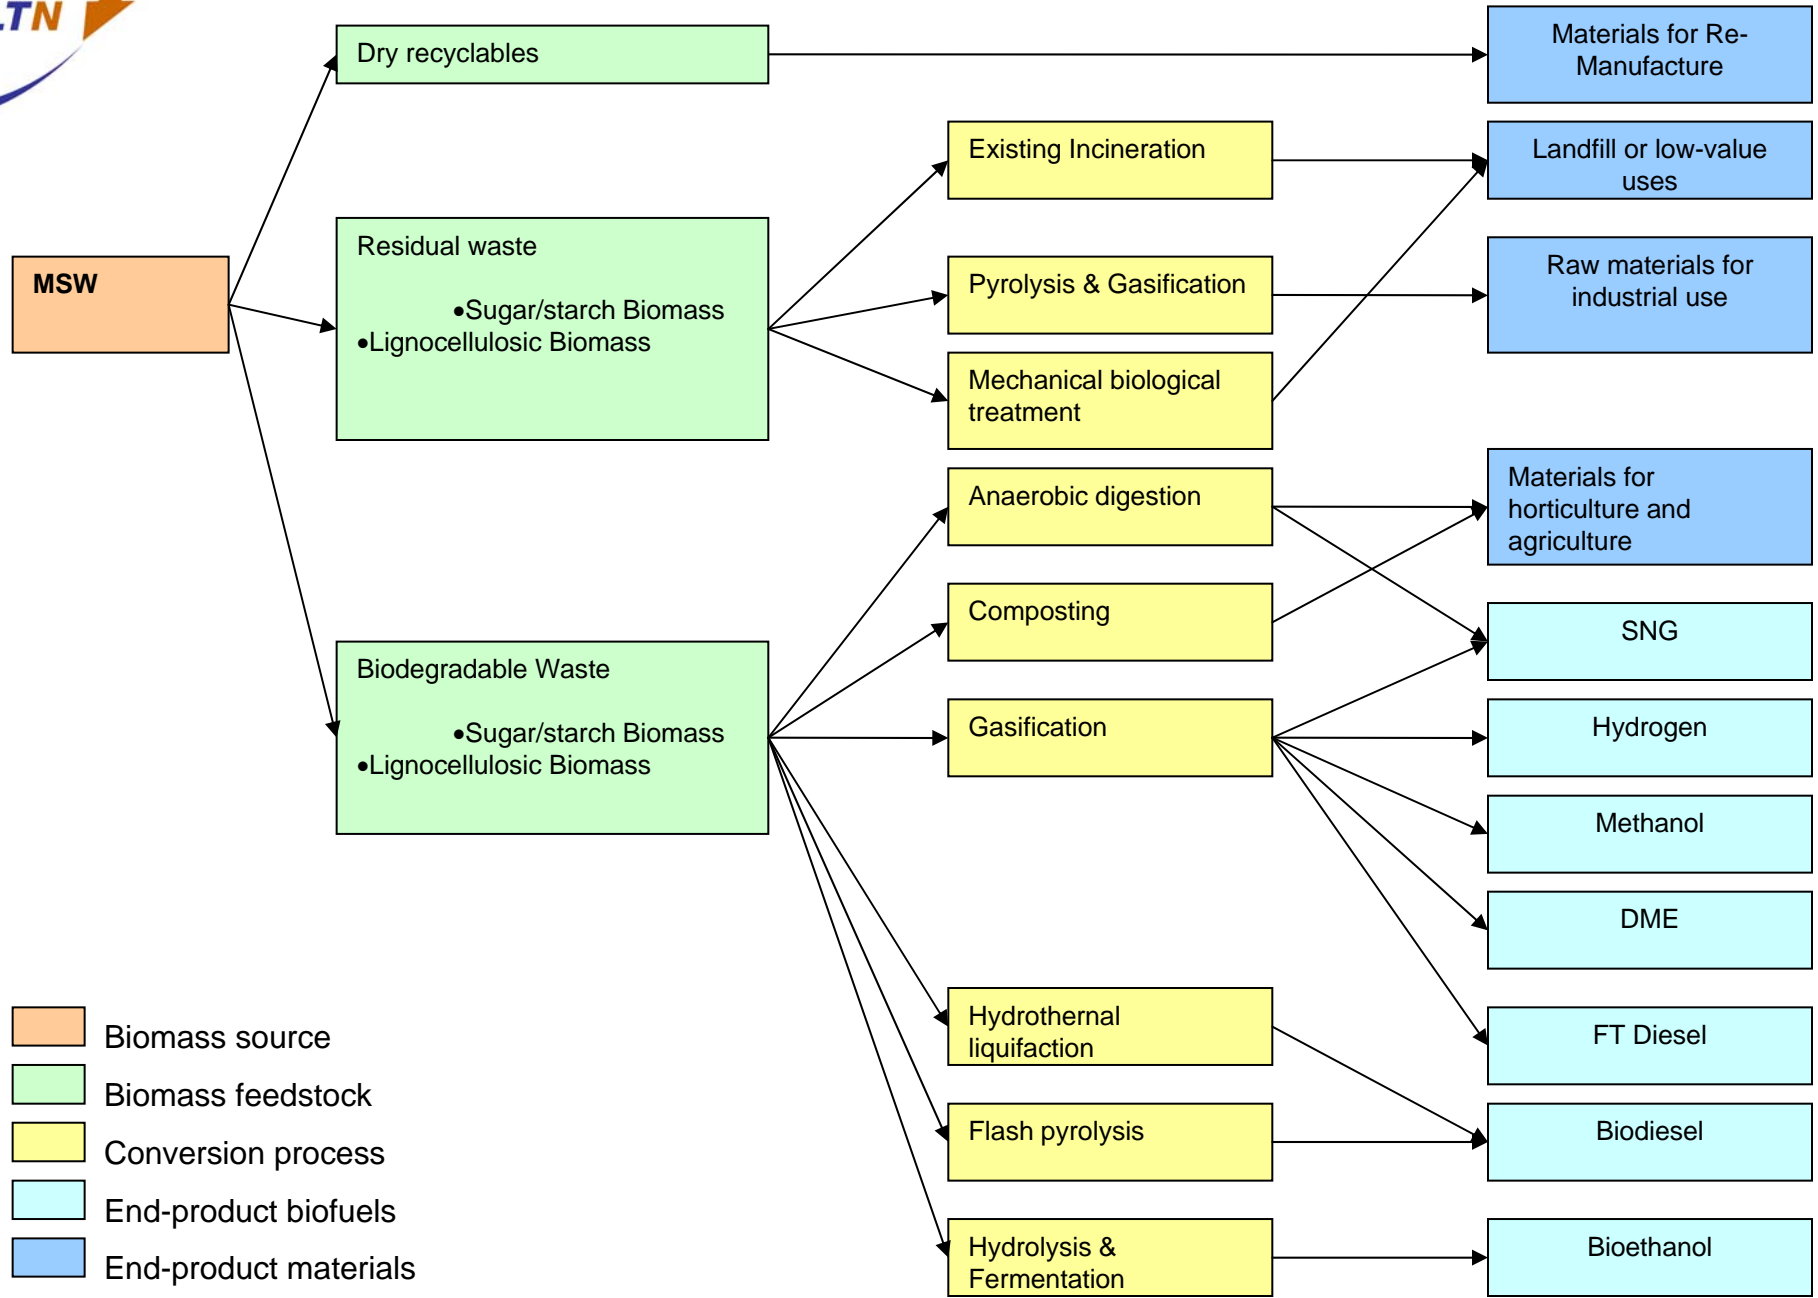 LTN
Dry recyclables
Materials for Re-
Manufacture
Existing Incineration
Landfill or low-value
uses
MSW
Residual waste
•Sugar/starch Biomass
•Lignocellulosic Biomass
Pyrolysis & Gasification
Raw materials for
industrial use
Mechanical biological
treatment
Anaerobic digestion
Materials for
horticulture and
agriculture
Composting
SNG
Biodegradable Waste
•Sugar/starch Biomass
•Lignocellulosic Biomass
Gasification
Hydrogen
Methanol
DME
Hydrothernal
liquifaction
FT Diesel
Flash pyrolysis
Biodiesel
Hydrolysis &
Fermentation
Bioethanol
Biomass source
Biomass feedstock
Conversion process
End-product biofuels
End-product materials